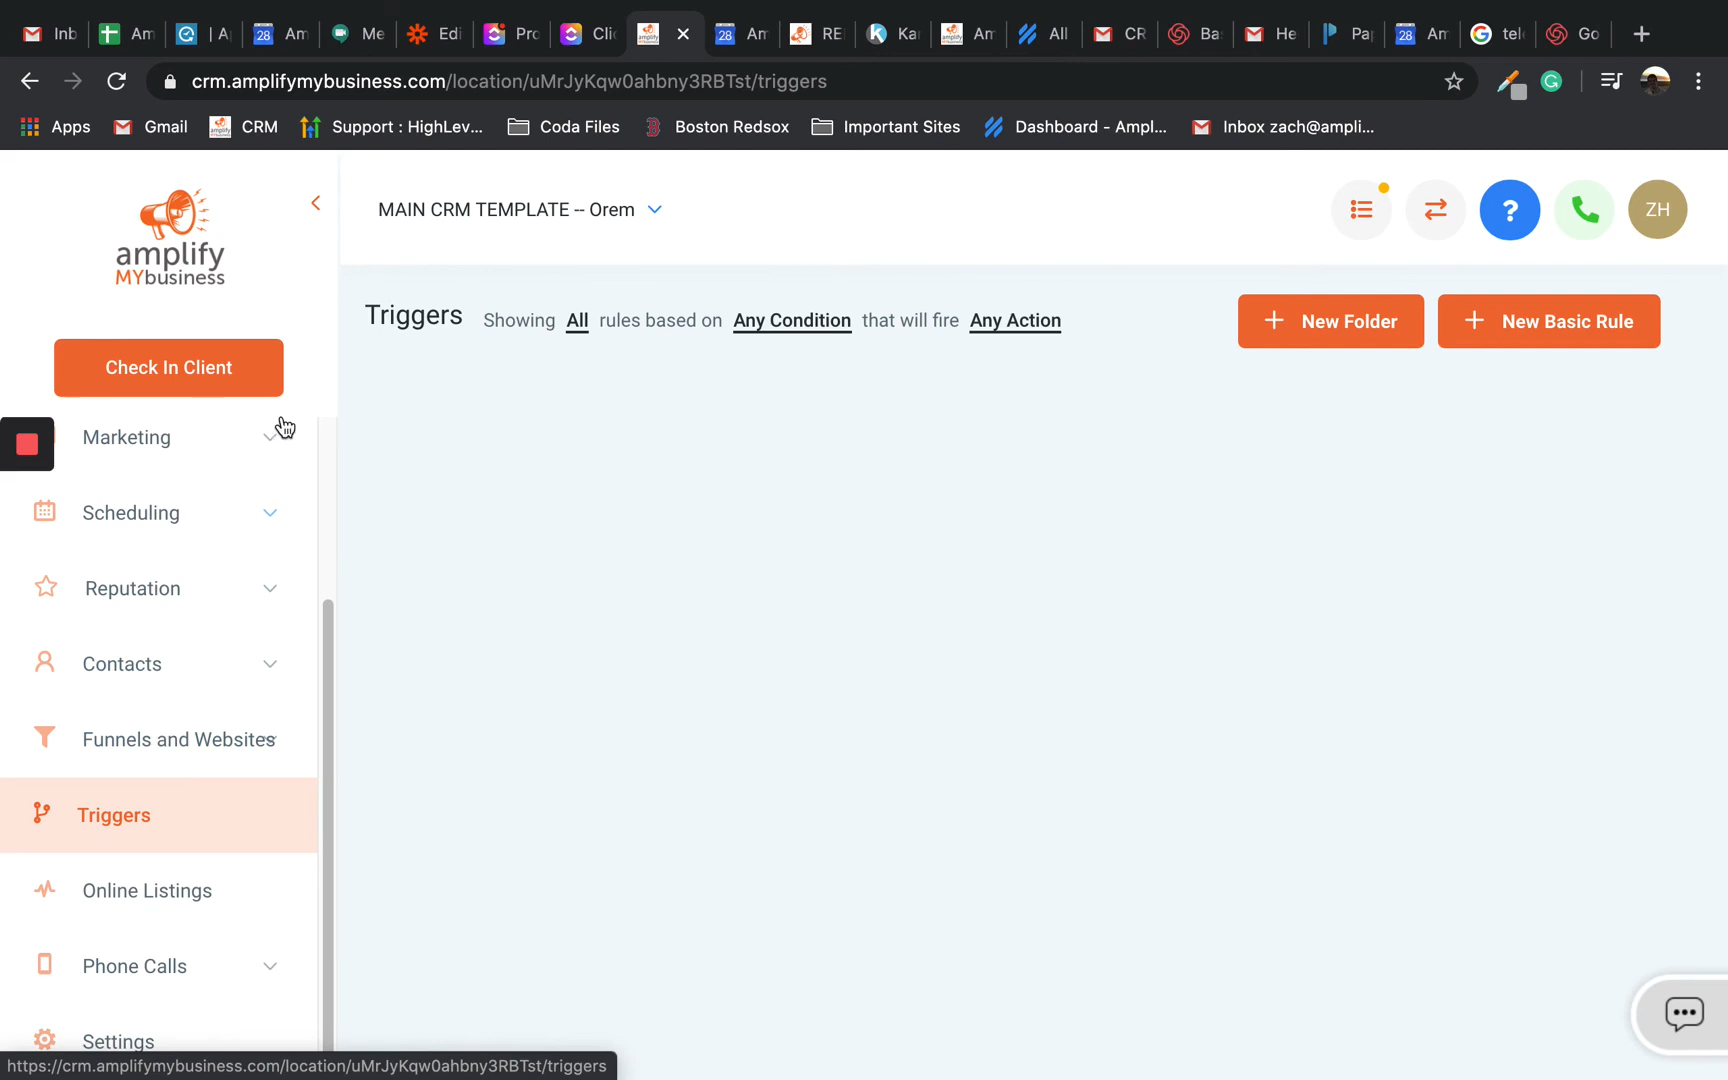 Inb
Am
| A
Am
Me
Edi
Pro
Clic
Am
RE
Ka
Am
All
CR
Ba
He
Pa
Am
tel
Go
crm.amplifymybusiness.com/location/uMrJyKqw0ahbny3RBTst/triggers
Apps
Gmail
CRM
Support : HighLev...
Coda Files
Boston Redsox
Important Sites
Dashboard - Ampl...
Inbox zach@ampli...
amplify
MYbusiness
MAIN CRM TEMPLATE -- Orem
?
ZH
Triggers Showing All rules based on Any Condition that will fire Any Action
+ New Folder
+ New Basic Rule
Check In Client
Marketing
Scheduling
Reputation
Contacts
Funnels and Websites
Triggers
Online Listings
Phone Calls
Settings
https://crm.amplifymybusiness.com/location/uMrJyKqw0ahbny3RBTst/triggers